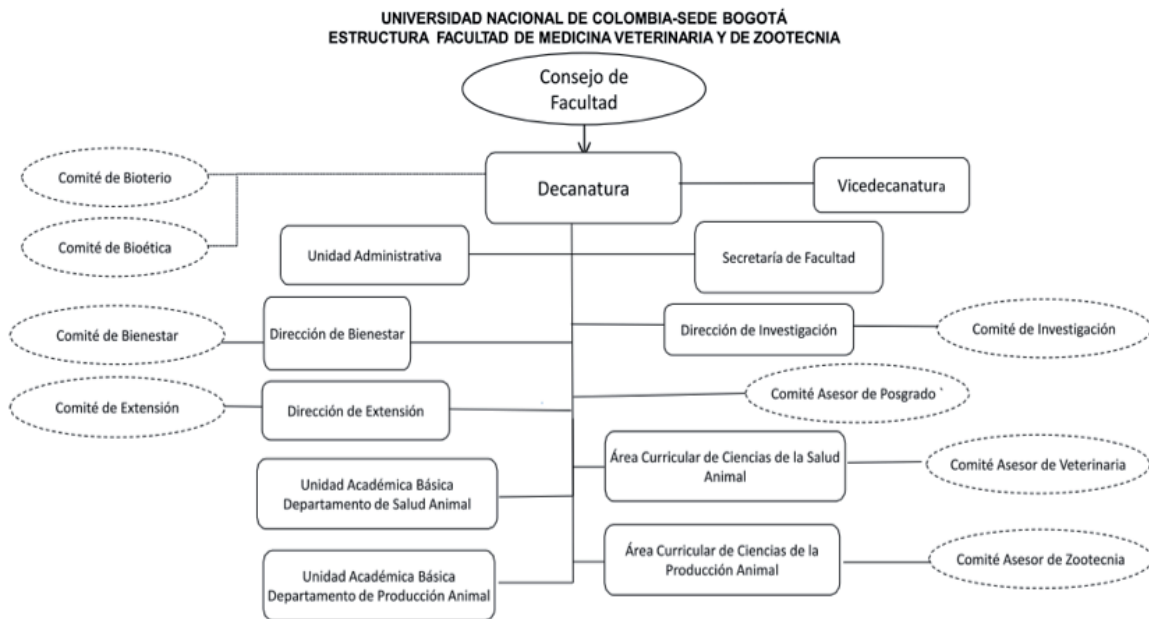 UNIVERSIDAD NACIONAL DE COLOMBIA-SEDE BOGOTÁ
ESTRUCTURA FACULTAD DE MEDICINA VETERINARIA Y DE ZOOTECNIA
Consejo de
Facultad
Comité de Bioterio
Decanatura
Vicedecanatura
Comité de Bioética
Unidad Administrativa
Secretaría de Facultad
Comité de Bienestar
Dirección de Bienestar
Dirección de Investigación
Comité de Investigación
Comité de Extensión
Dirección de Extensión
Comité Asesor de Posgrado
Unidad Académica Básica
Departamento de Salud Animal
Área Curricular de Ciencias de la Salud
Animal
Comité Asesor de Veterinaria
Unidad Académica Básica
Departamento de Producción Animal
Área Curricular de Ciencias de la
Producción Animal
Comité Asesor de Zootecnia